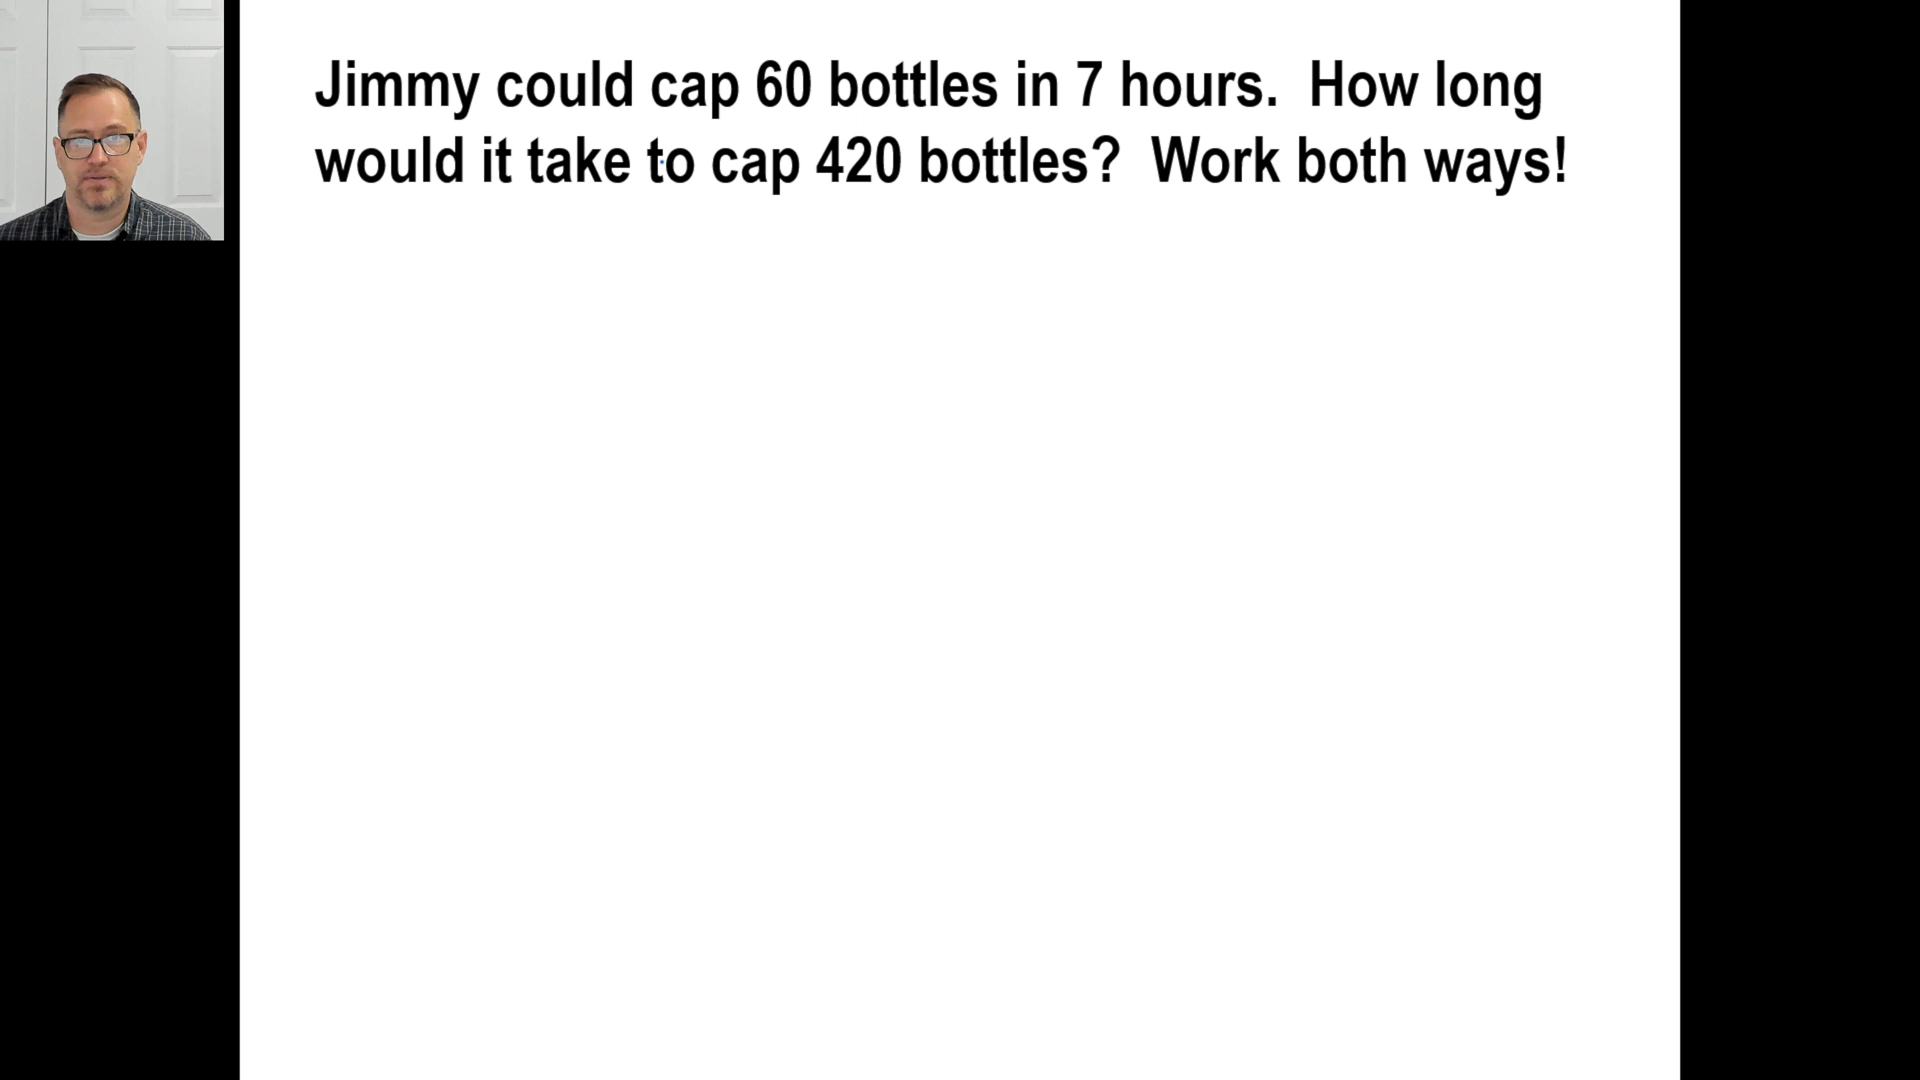 Jimmy could cap 60 bottles in 7 hours.  How long
would it take to cap 420 bottles?  Work both ways!